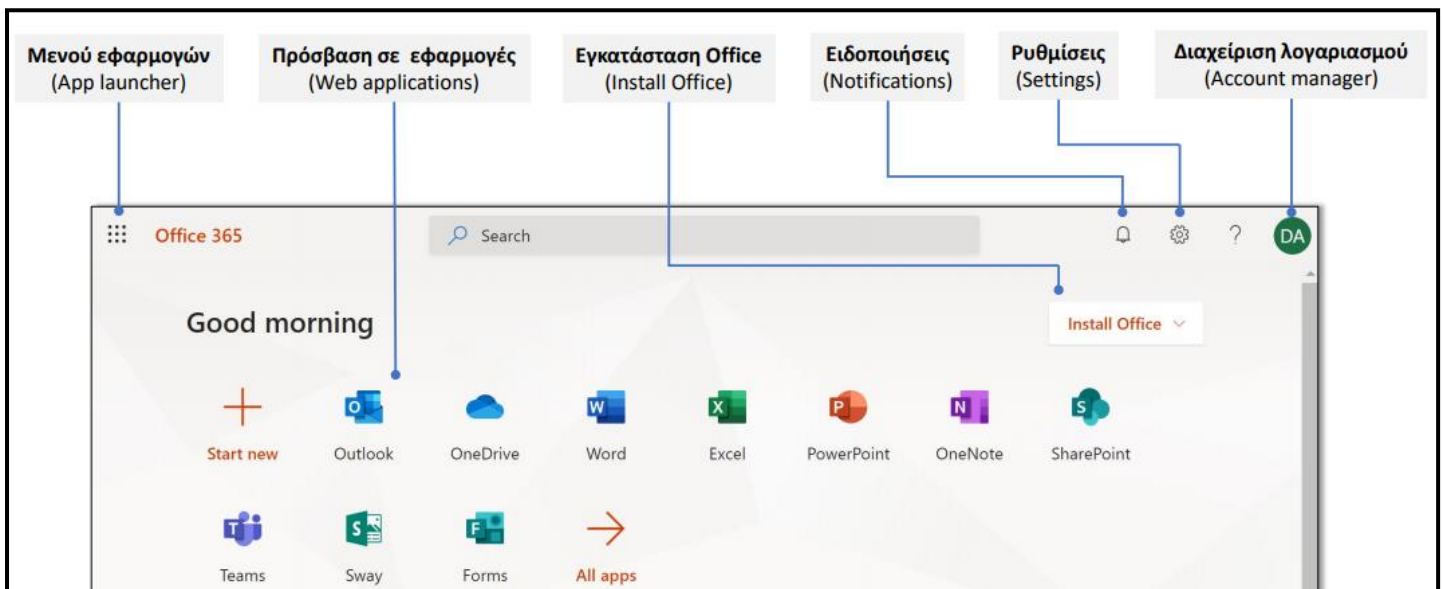 Μενού εφαρμογών
(App launcher)
Πρόσβαση σε εφαρμογές
(Web applications)
Εγκατάσταση Office
(Install Office)
Ειδοποιήσεις
(Notifications)
Ρυθμίσεις
(Settings)
Διαχείριση λογαριασμού
(Account manager)
Office 365
Search
?
DA
Good morning
Install Office
Start new
Outlook
OneDrive
Word
Excel
PowerPoint
OneNote
SharePoint
Teams
Sway
Forms
All apps